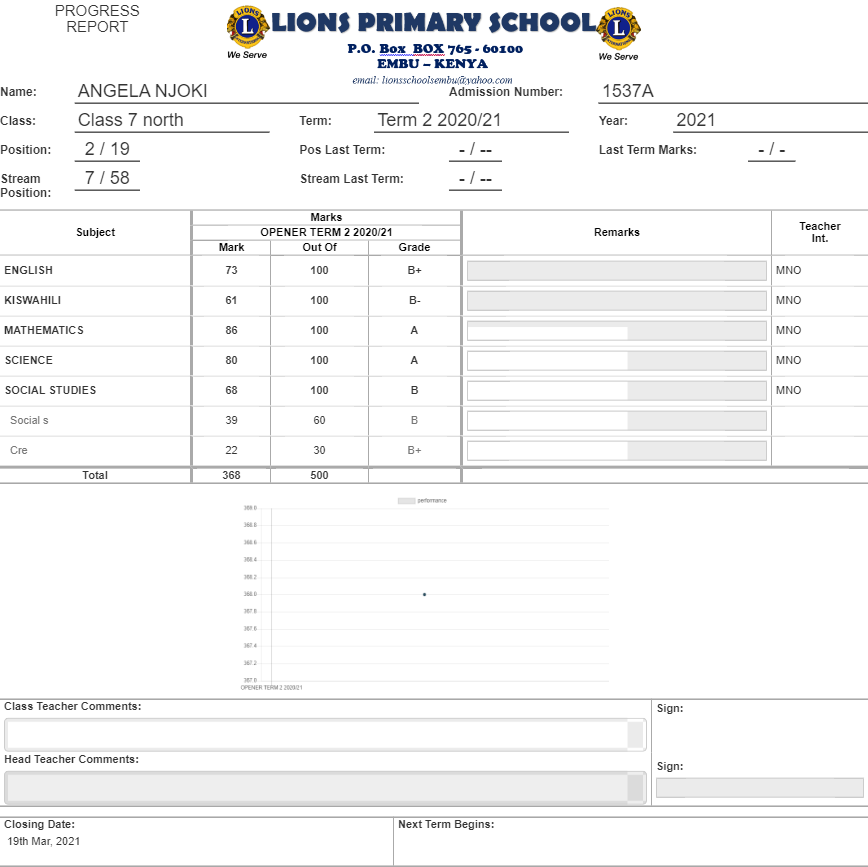 PROGRESS
REPORT
LIONS PRIMARY SCHOOL
LIONS L INTERNATIONAL
We Serve
LIONS L INTERNATIONAL
We Serve
P.O. Box BOX 765 - 60100
EMBU – KENYA
email: lionsschoolsembu@yahoo.com
Name: ANGELA NJOKI Admission Number: 1537A
Class: Class 7 north Term: Term 2 2020/21 Year: 2021
Position: 2 / 19 Pos Last Term: - / -- Last Term Marks: - / -
Stream Position: 7 / 58 Stream Last Term: - / --
Subject Marks Remarks Teacher Int.
OPENER TERM 2 2020/21
Mark Out Of Grade
ENGLISH 73 100 B+ MNO
KISWAHILI 61 100 B- MNO
MATHEMATICS 86 100 A MNO
SCIENCE 80 100 A MNO
SOCIAL STUDIES 68 100 B MNO
Social s 39 60 B
Cre 22 30 B+
Total 368 500
performance
368.8
368.6
368.4
368.2
367.8
367.6
367.4
367.2
367.0
OPENER TERM 2 2020/21
Class Teacher Comments: Sign:
Head Teacher Comments: Sign:
Closing Date: Next Term Begins:
19th Mar, 2021